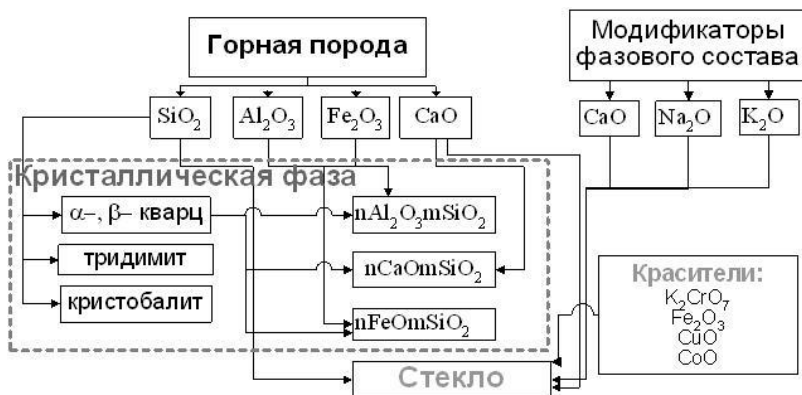 Горная порода
Модификаторы
фазового состава
SiO₂ Al₂O₃ Fe₂O₃ CaO
CaO Na₂O K₂O
Кристаллическая фаза
α–, β– кварц
nAl₂O₃mSiO₂
тридимит
nCaOmSiO₂
кристобалит
nFeOmSiO₂
Красители:
K₂CrO₇
Fe₂O₃
CuO
CoO
Стекло